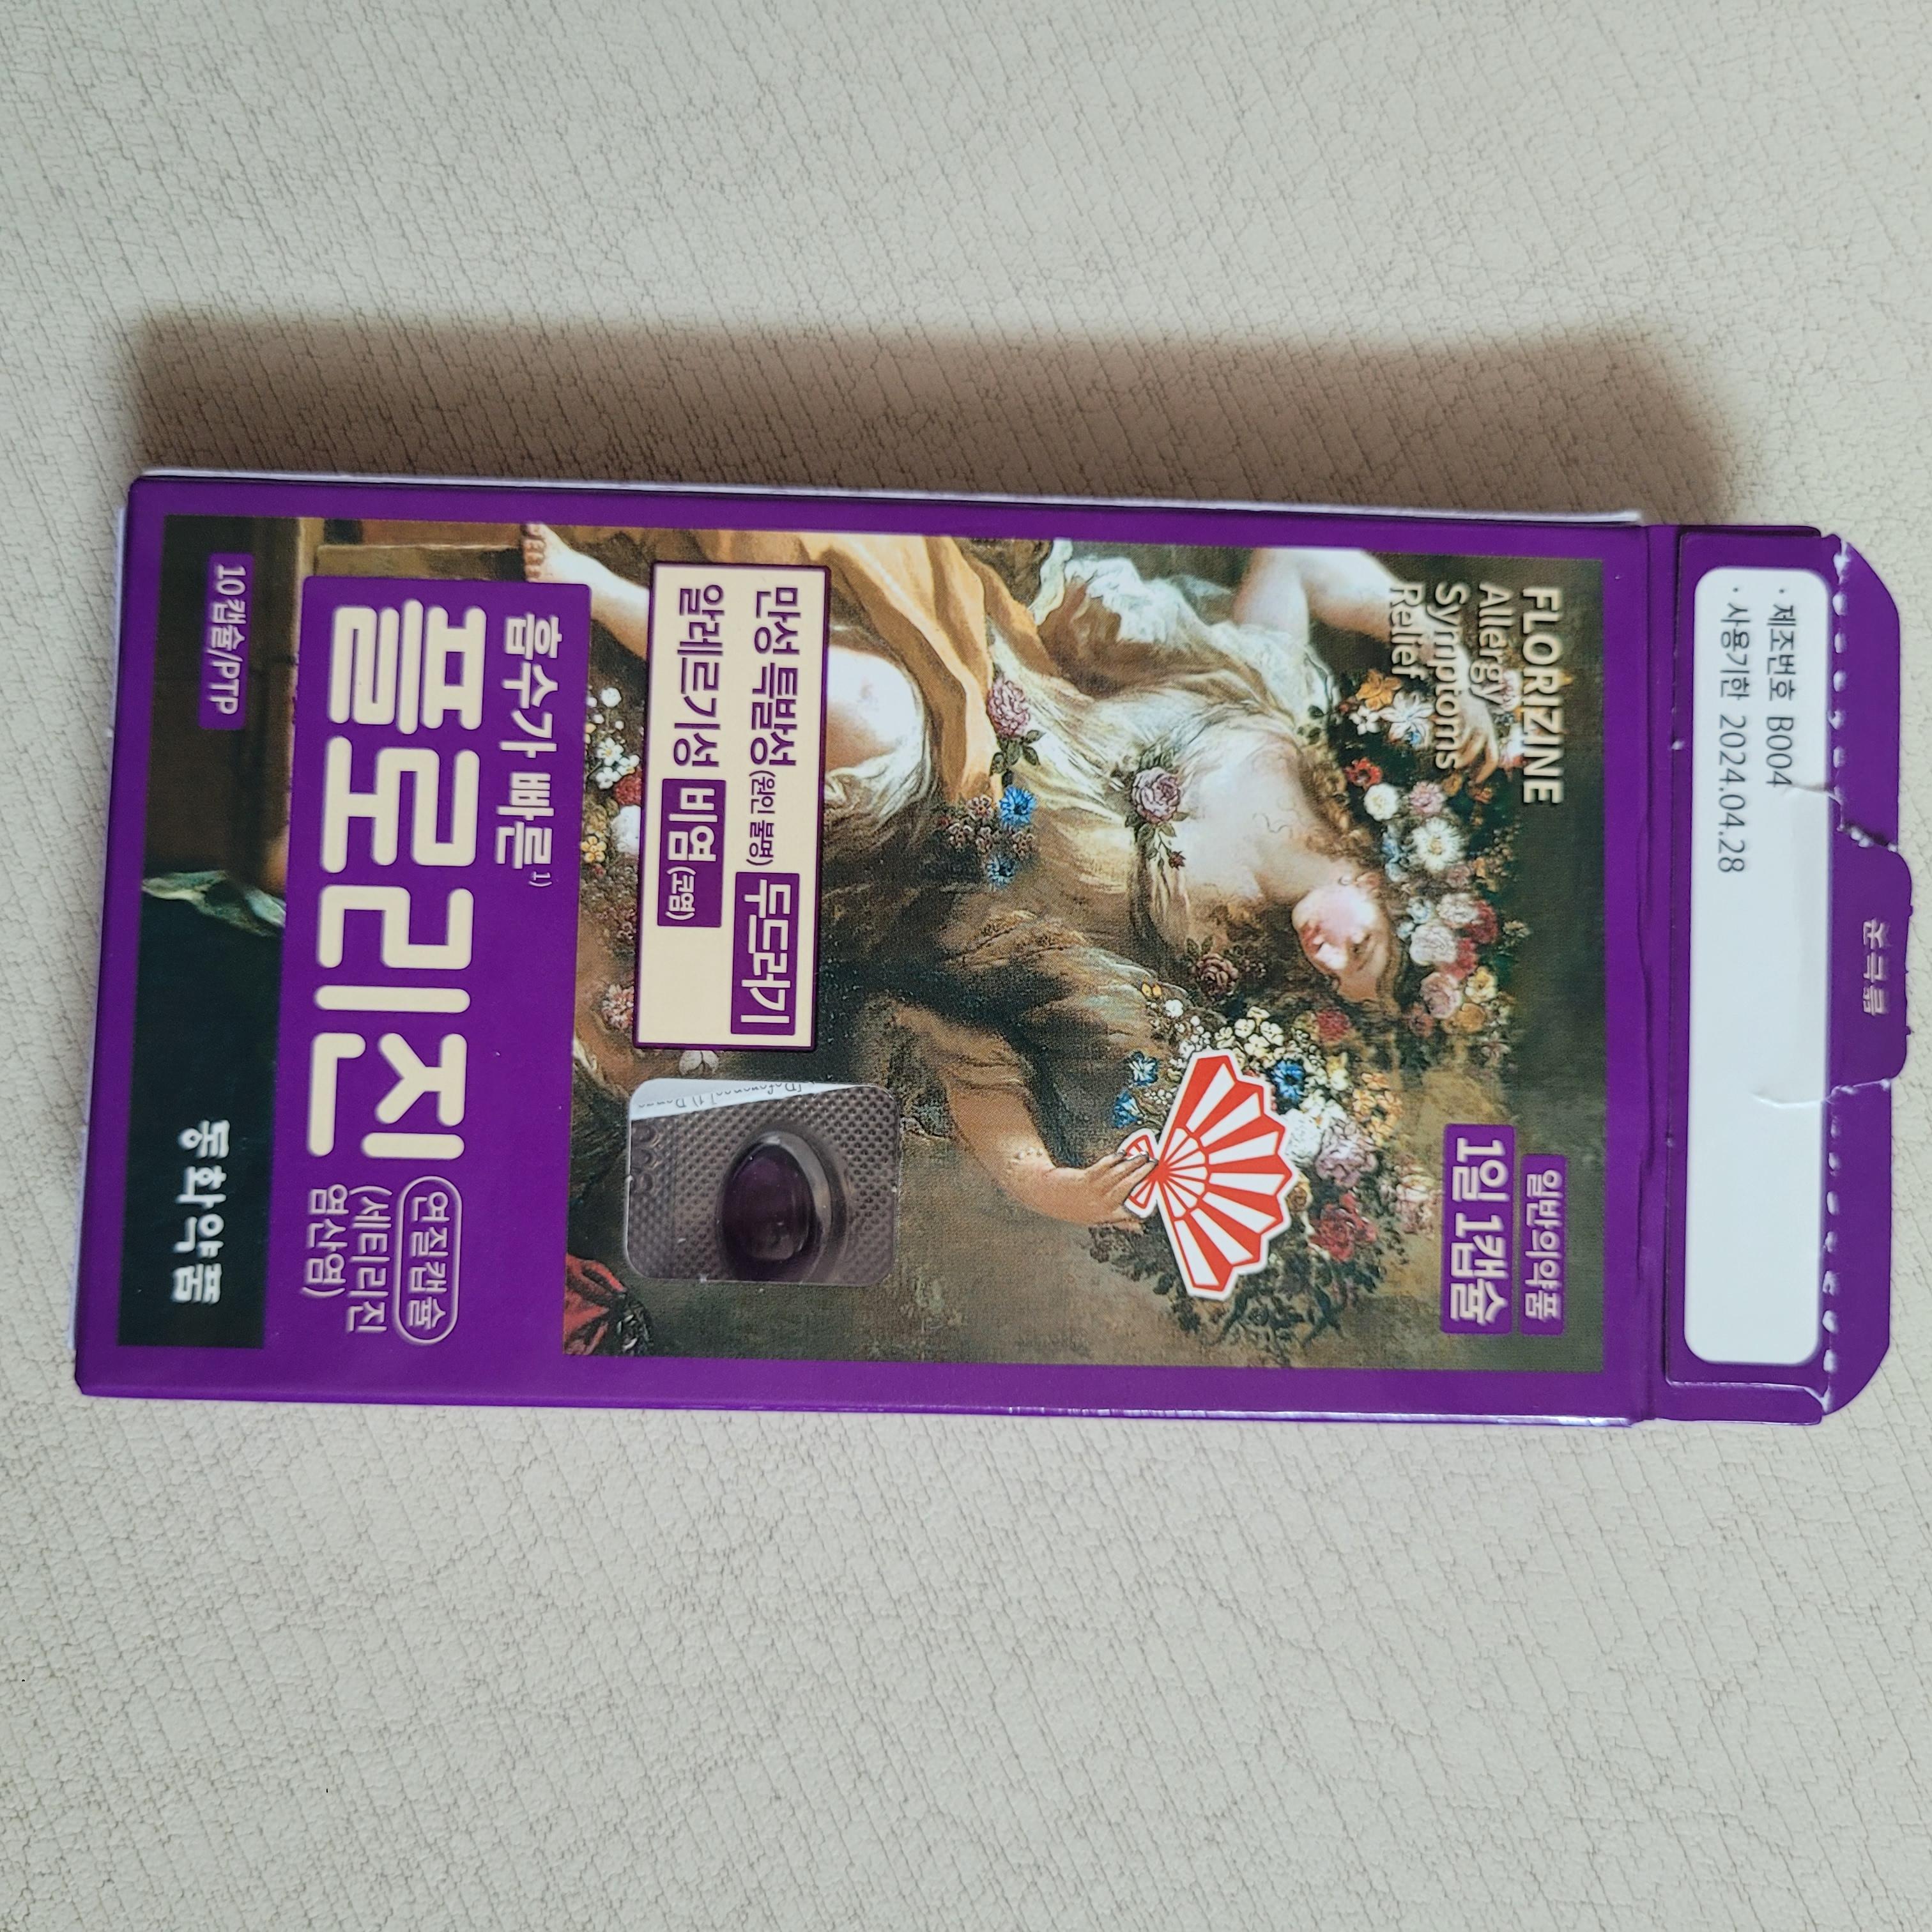 · 제조번호 B004
· 사용기한 2024.04.28
FLORIZINE
Allergy
Symptoms
Relief
일반의약품
1일 1캡슐
만성 특발성(원인 불명) 두드러기
알레르기성 비염(코염)
흡수가 빠른¹⁾
플로리진
연질캡슐
(세티리진
염산염)
10캡슐/PTP
동화약품